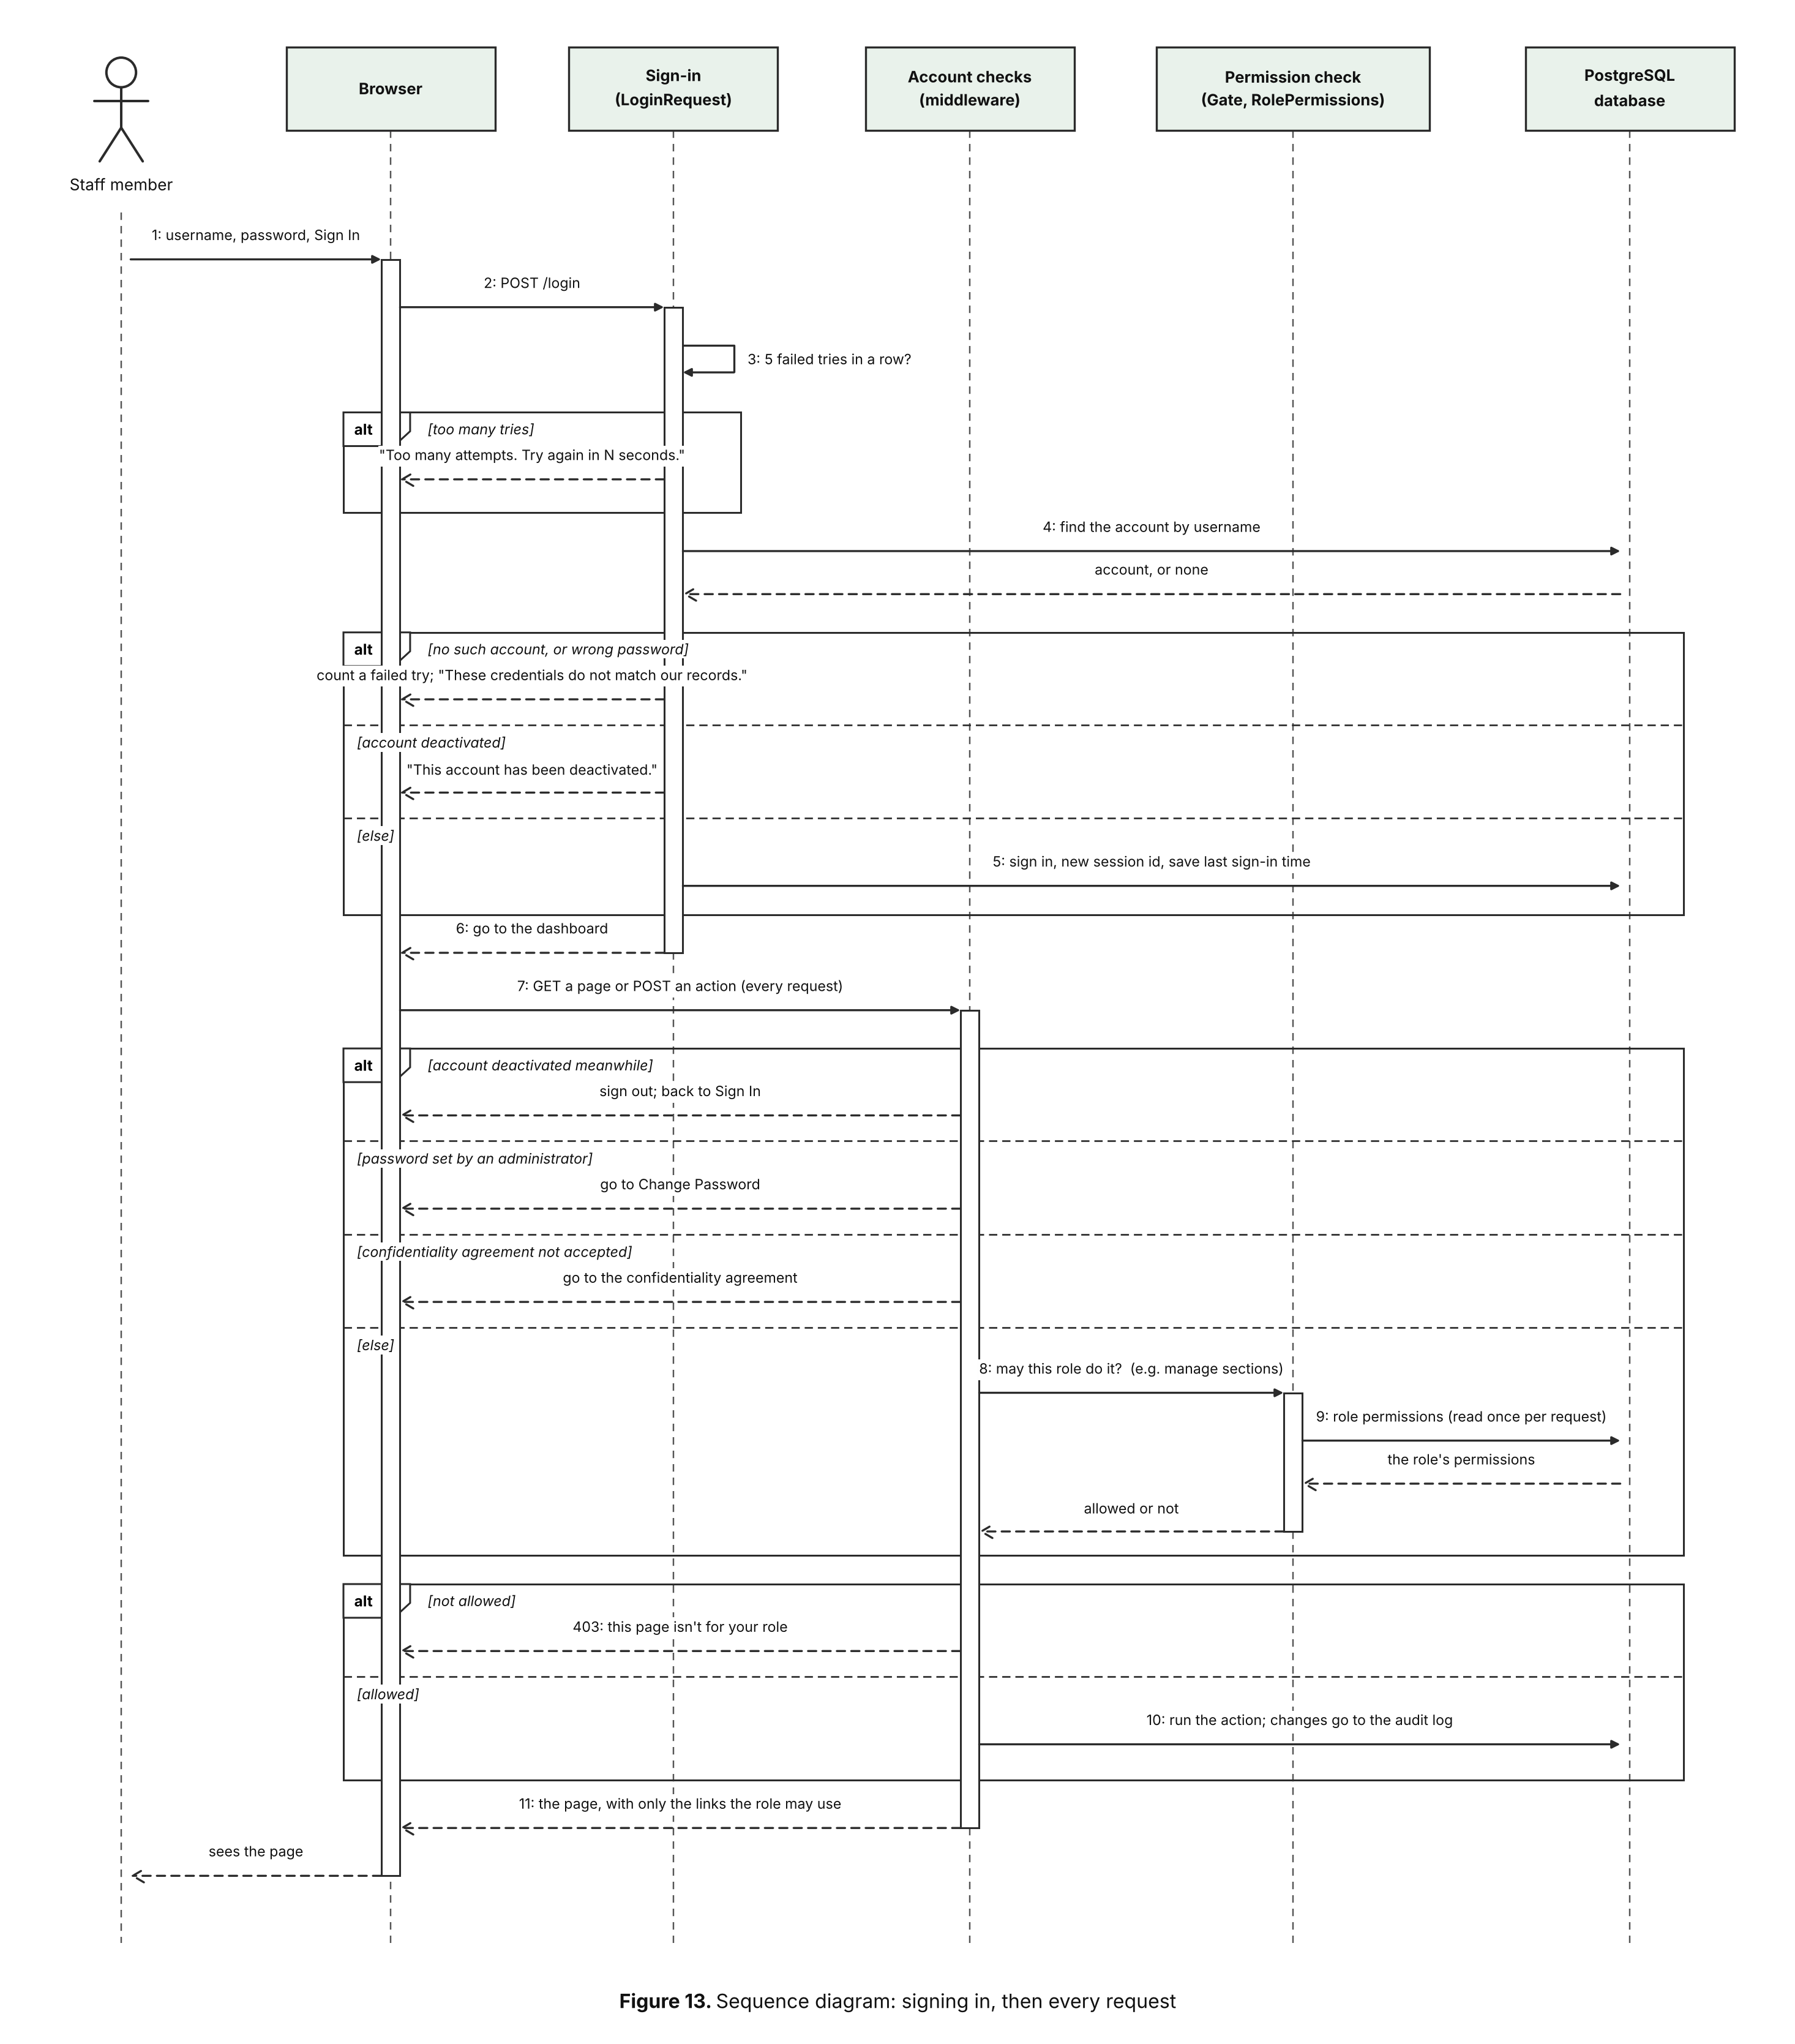 Staff member
Browser
Sign-in
(LoginRequest)
Account checks
(middleware)
Permission check
(Gate, RolePermissions)
PostgreSQL
database
1: username, password, Sign In
2: POST /login
3: 5 failed tries in a row?
alt
[too many tries]
"Too many attempts. Try again in N seconds."
4: find the account by username
account, or none
alt
[no such account, or wrong password]
count a failed try; "These credentials do not match our records."
[account deactivated]
"This account has been deactivated."
[else]
5: sign in, new session id, save last sign-in time
6: go to the dashboard
7: GET a page or POST an action (every request)
alt
[account deactivated meanwhile]
sign out; back to Sign In
[password set by an administrator]
go to Change Password
[confidentiality agreement not accepted]
go to the confidentiality agreement
[else]
8: may this role do it? (e.g. manage sections)
9: role permissions (read once per request)
the role's permissions
allowed or not
alt
[not allowed]
403: this page isn't for your role
[allowed]
10: run the action; changes go to the audit log
11: the page, with only the links the role may use
sees the page
Figure 13. Sequence diagram: signing in, then every request